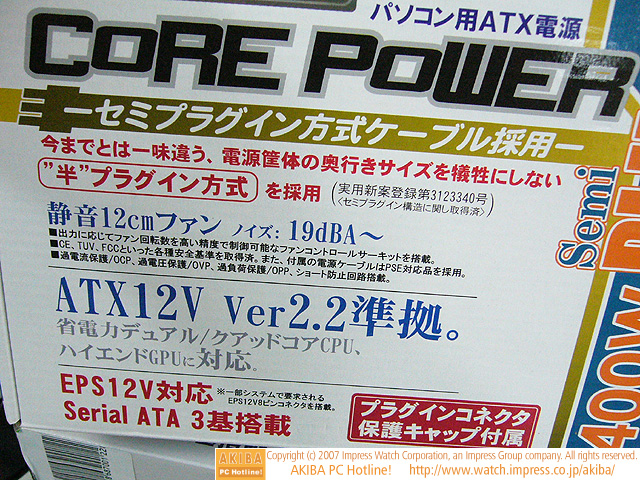 パソコン用ATX電源
CORE POWER
ーセミプラグイン方式ケーブル採用ー
今までとは一味違う、電源筐体の奥行きサイズを犠牲にしない
"半"プラグイン方式 を採用 (実用新案登録第3123340号)
〈セミプラグイン構造に関し取得済〉
静音12cmファン ノイズ: 19dBA～
■出力に応じてファン回転数を高い精度で制御可能なファンコントロールサーキットを搭載。
■CE、TUV、FCCといった各種安全基準を取得済。また、付属の電源ケーブルはPSE対応品を採用。
■過電流保護/OCP、過電圧保護/OVP、過負荷保護/OPP、ショート防止回路搭載。
ATX12V Ver2.2準拠。
省電力デュアル/クアッドコアCPU、
ハイエンドGPUに対応。
EPS12V対応 ※一部システムで要求される
EPS12V8ピンコネクタを搭載。
Serial ATA 3基搭載
プラグインコネクタ
保護キャップ付属
Semi
400W
AKIBA
PC Hotline!
Copyright (c) 2007 Impress Watch Corporation, an Impress Group company. All rights reserved.
AKIBA PC Hotline! http://www.watch.impress.co.jp/akiba/